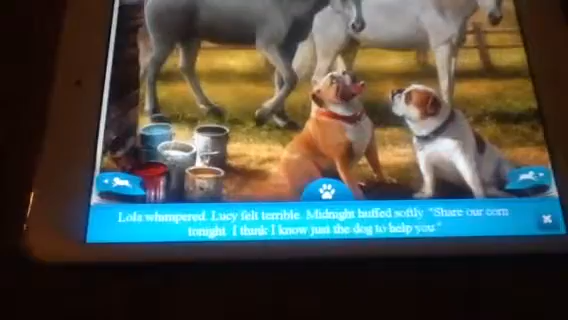 Lola whimpered. Lucy felt terrible. Midnight huffed softly "Share our corn
tonight I think I know just the dog to help you"